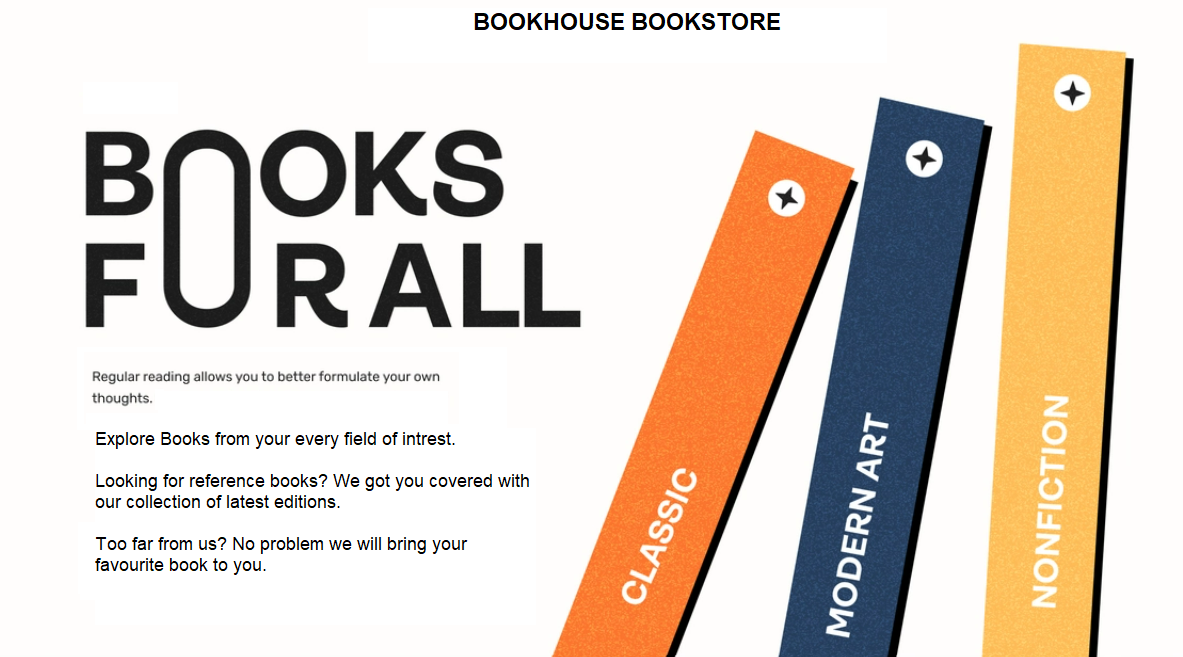 BOOKHOUSE BOOKSTORE
BOOKS
FOR ALL
Regular reading allows you to better formulate your own
thoughts.
Explore Books from your every field of intrest.
Looking for reference books? We got you covered with
our collection of latest editions.
Too far from us? No problem we will bring your
favourite book to you.
CLASSIC
MODERN ART
NONFICTION